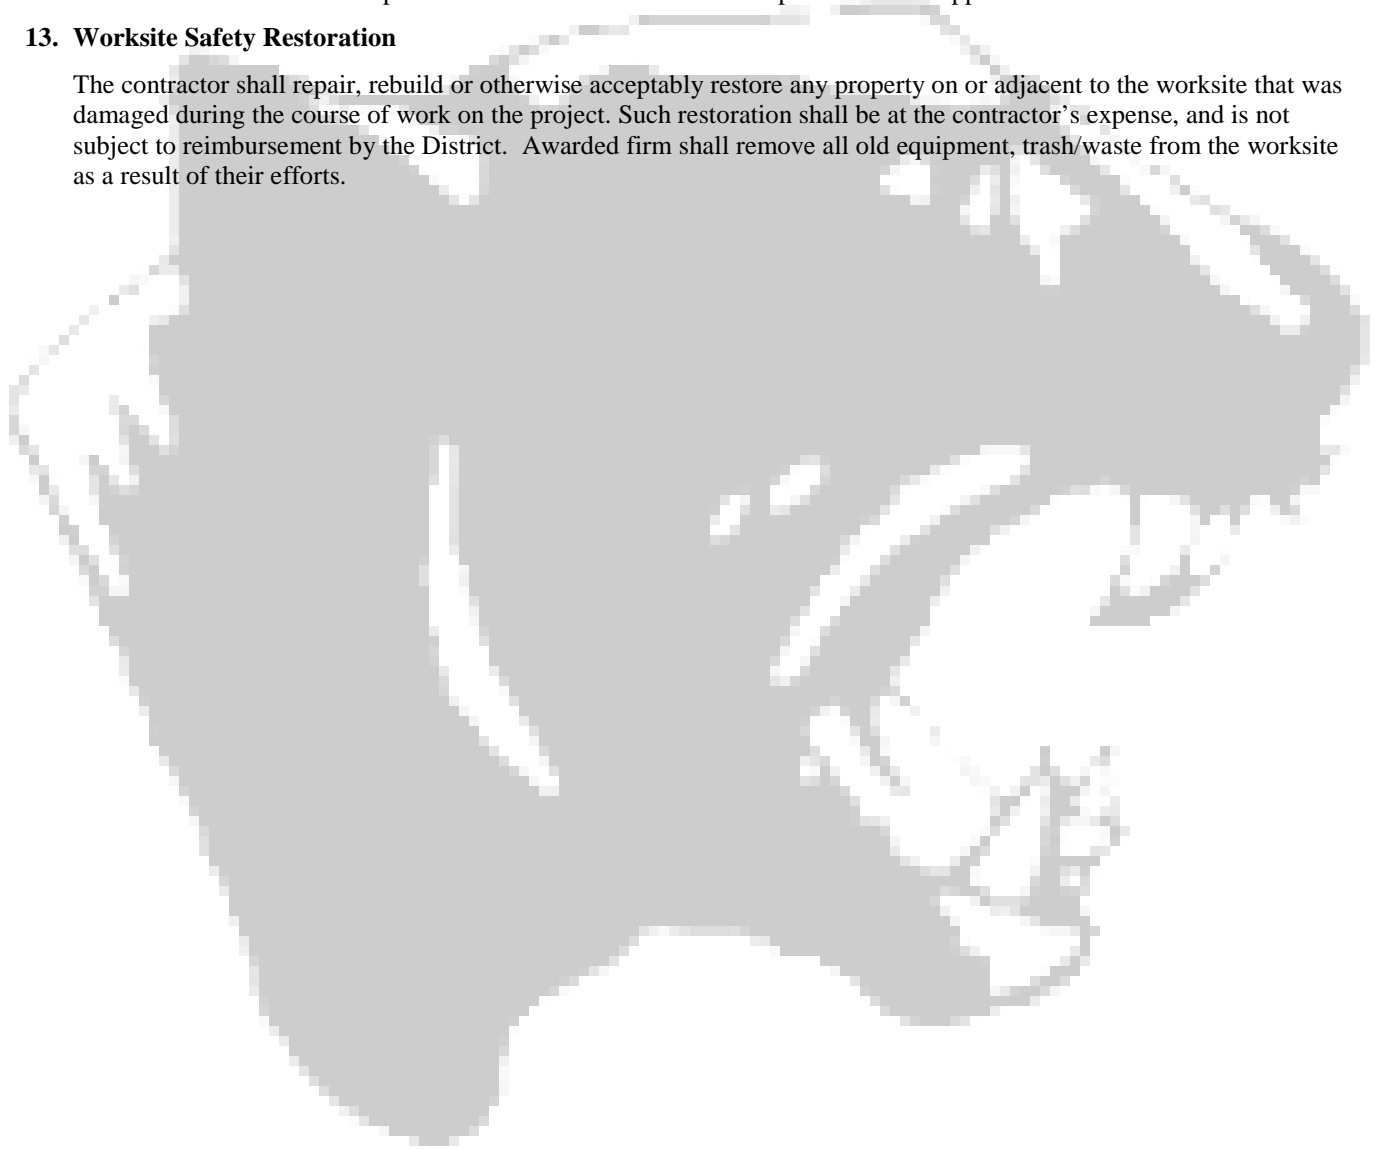 13. Worksite Safety Restoration
The contractor shall repair, rebuild or otherwise acceptably restore any property on or adjacent to the worksite that was
damaged during the course of work on the project. Such restoration shall be at the contractor’s expense, and is not
subject to reimbursement by the District.  Awarded firm shall remove all old equipment, trash/waste from the worksite
as a result of their efforts.